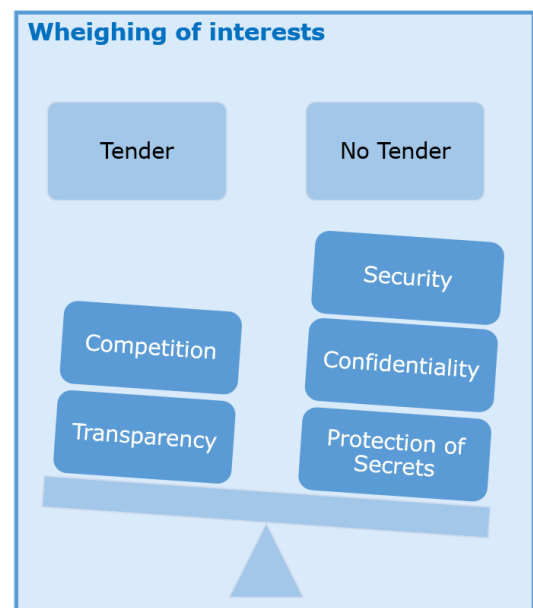 Wheighing of interests
Tender
No Tender
Security
Competition
Confidentiality
Transparency
Protection of
Secrets